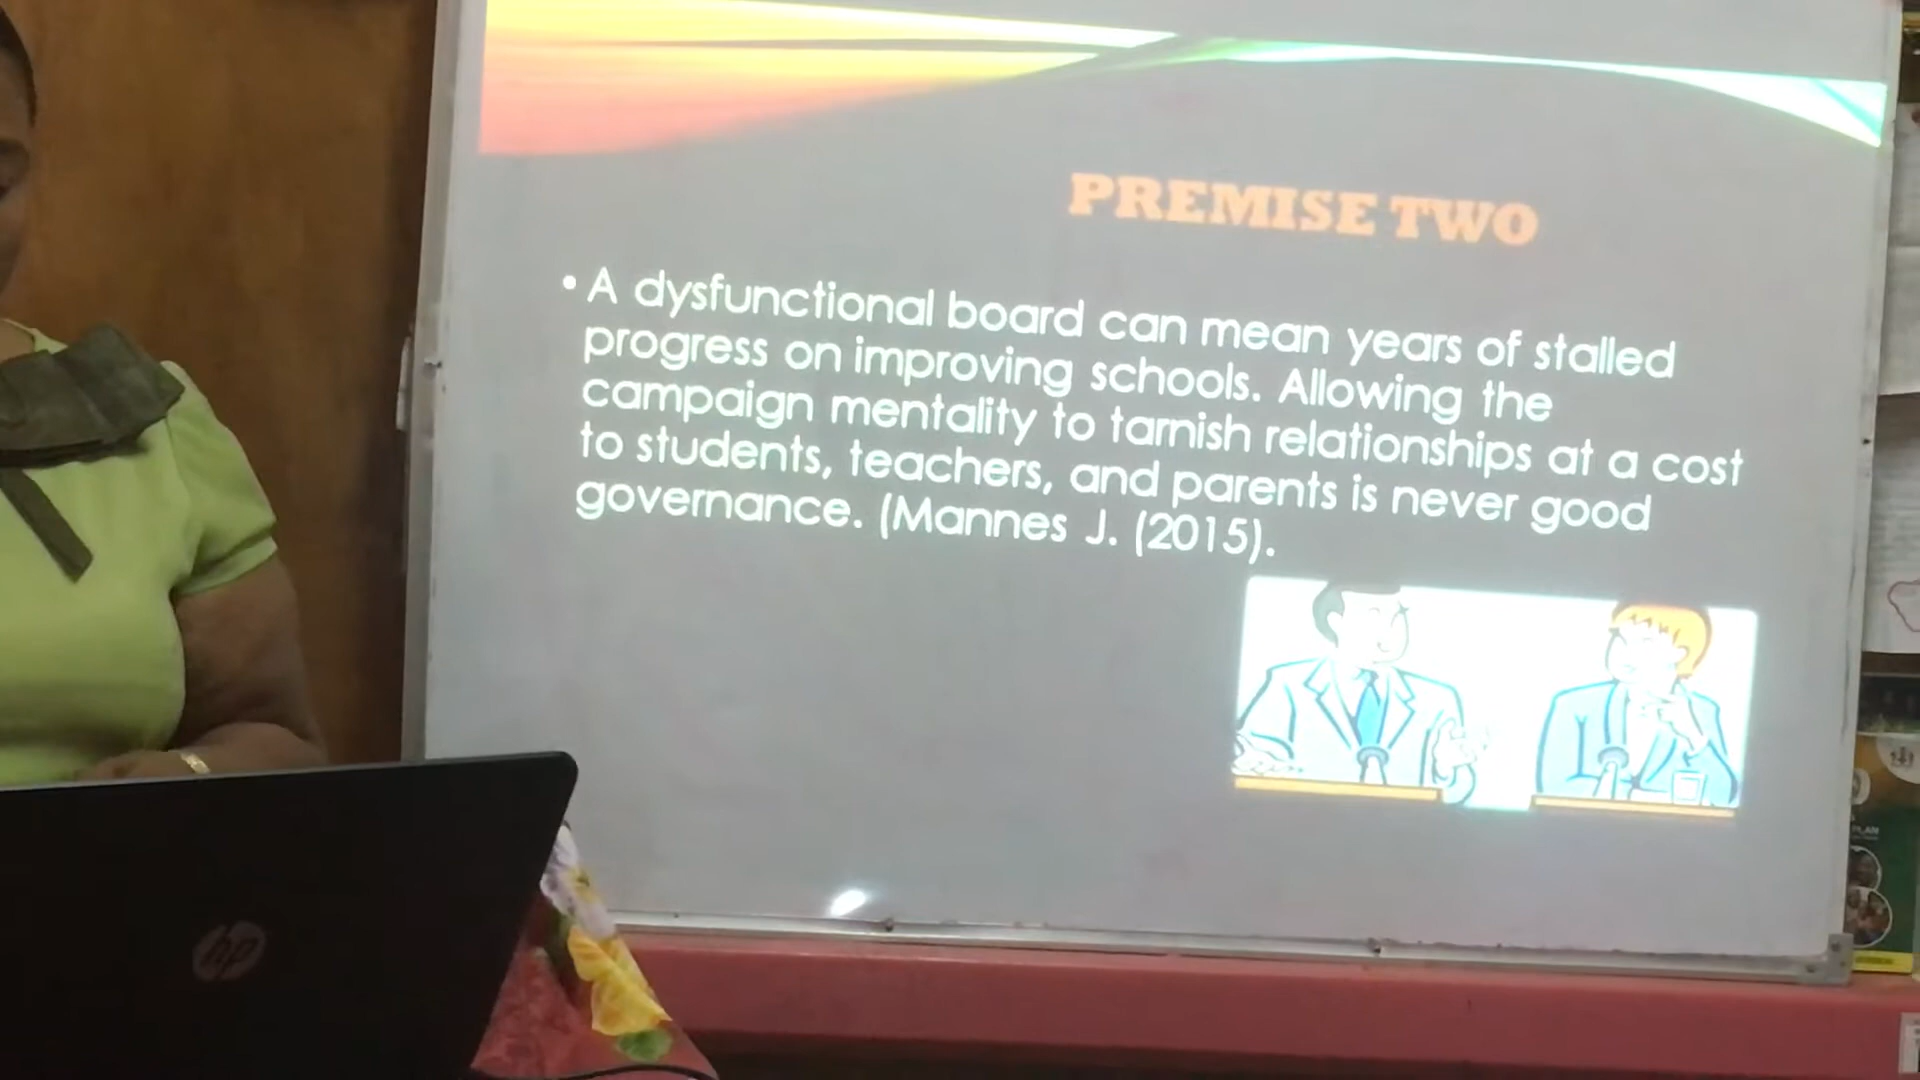 PREMISE TWO
• A dysfunctional board can mean years of stalled
progress on improving schools. Allowing the
campaign mentality to tarnish relationships at a cost
to students, teachers, and parents is never good
governance. (Mannes J. (2015).
hp